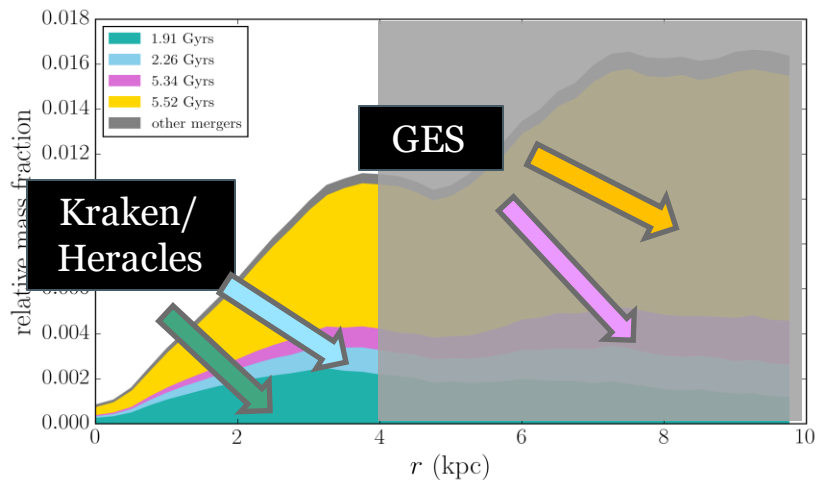 0.018
0.016
0.014
0.012
0.004
0.002
0.000
relative mass fraction
1.91 Gyrs
2.26 Gyrs
5.34 Gyrs
5.52 Gyrs
other mergers
GES
Kraken/
Heracles
0 2 4 6 8 10
r (kpc)